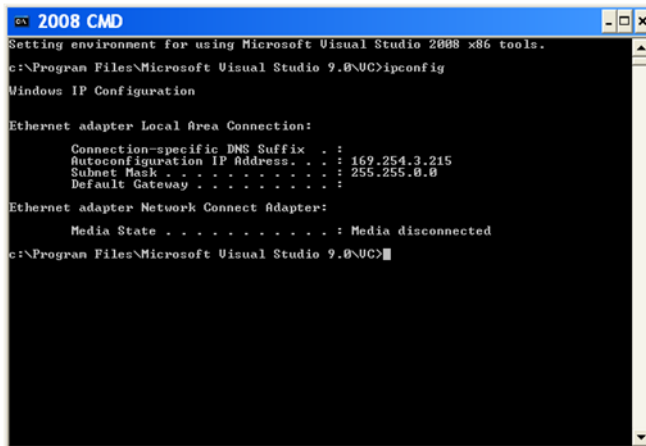 2008 CMD
Setting environment for using Microsoft Visual Studio 2008 x86 tools.
c:\Program Files\Microsoft Visual Studio 9.0\VC>ipconfig
Windows IP Configuration
Ethernet adapter Local Area Connection:
Connection-specific DNS Suffix . :
Autoconfiguration IP Address. . . : 169.254.3.215
Subnet Mask . . . . . . . . . . . : 255.255.0.0
Default Gateway . . . . . . . . . :
Ethernet adapter Network Connect Adapter:
Media State . . . . . . . . . . . : Media disconnected
c:\Program Files\Microsoft Visual Studio 9.0\VC>